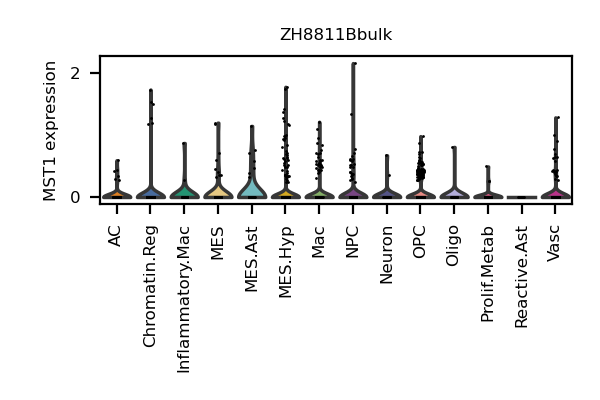 ZH8811Bbulk
MST1 expression
2
0
AC
Chromatin.Reg
Inflammatory.Mac
MES
MES.Ast
MES.Hyp
Mac
NPC
Neuron
OPC
Oligo
Prolif.Metab
Reactive.Ast
Vasc